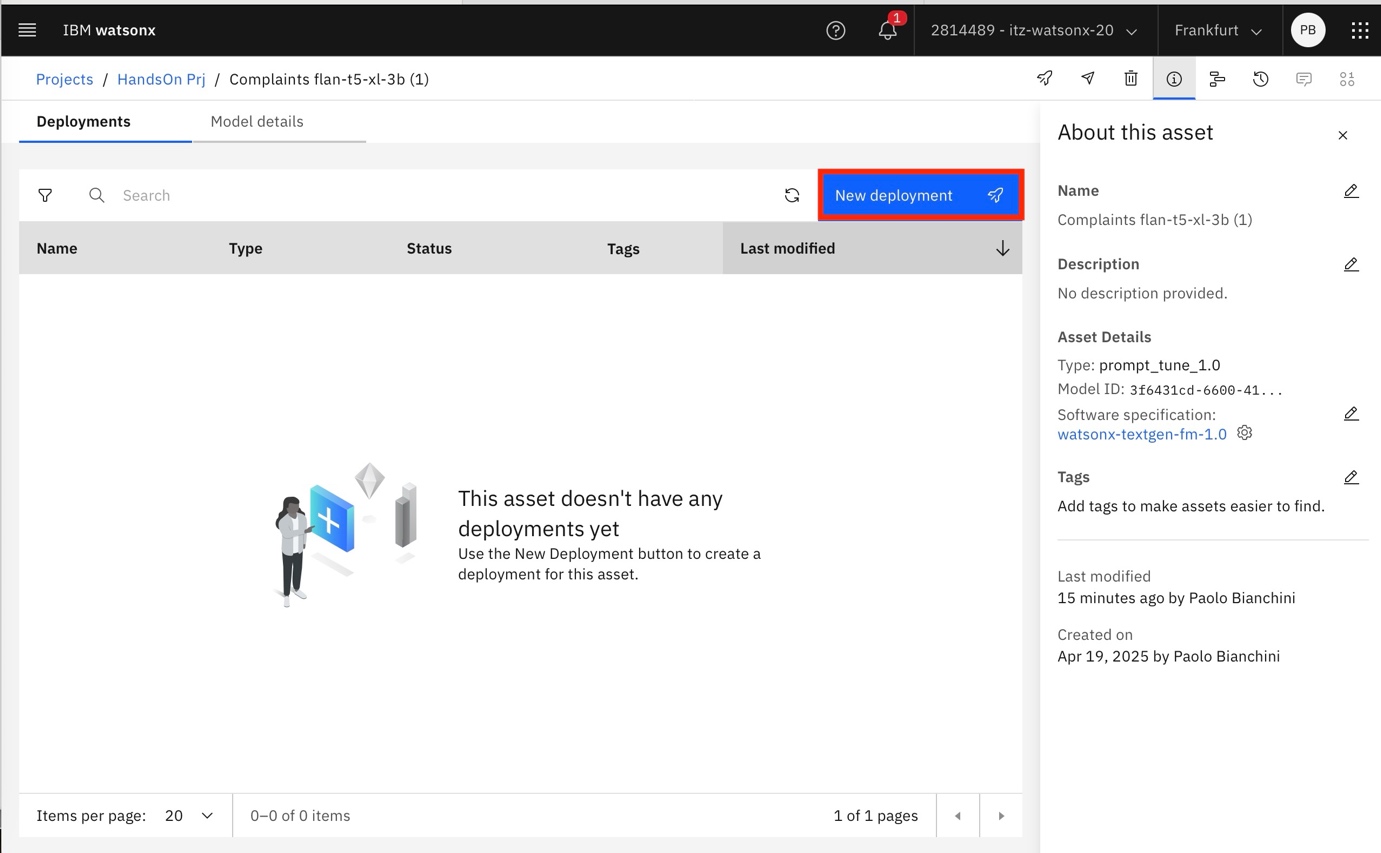 IBM watsonx
1
2814489 - itz-watsonx-20
Frankfurt
PB
Projects / HandsOn Prj / Complaints flan-t5-xl-3b (1)
Deployments
Model details
Search
New deployment
Name
Type
Status
Tags
Last modified
This asset doesn't have any
deployments yet
Use the New Deployment button to create a
deployment for this asset.
Items per page: 20
0–0 of 0 items
1 of 1 pages
About this asset
Name
Complaints flan-t5-xl-3b (1)
Description
No description provided.
Asset Details
Type: prompt_tune_1.0
Model ID: 3f6431cd-6600-41...
Software specification:
watsonx-textgen-fm-1.0
Tags
Add tags to make assets easier to find.
Last modified
15 minutes ago by Paolo Bianchini
Created on
Apr 19, 2025 by Paolo Bianchini